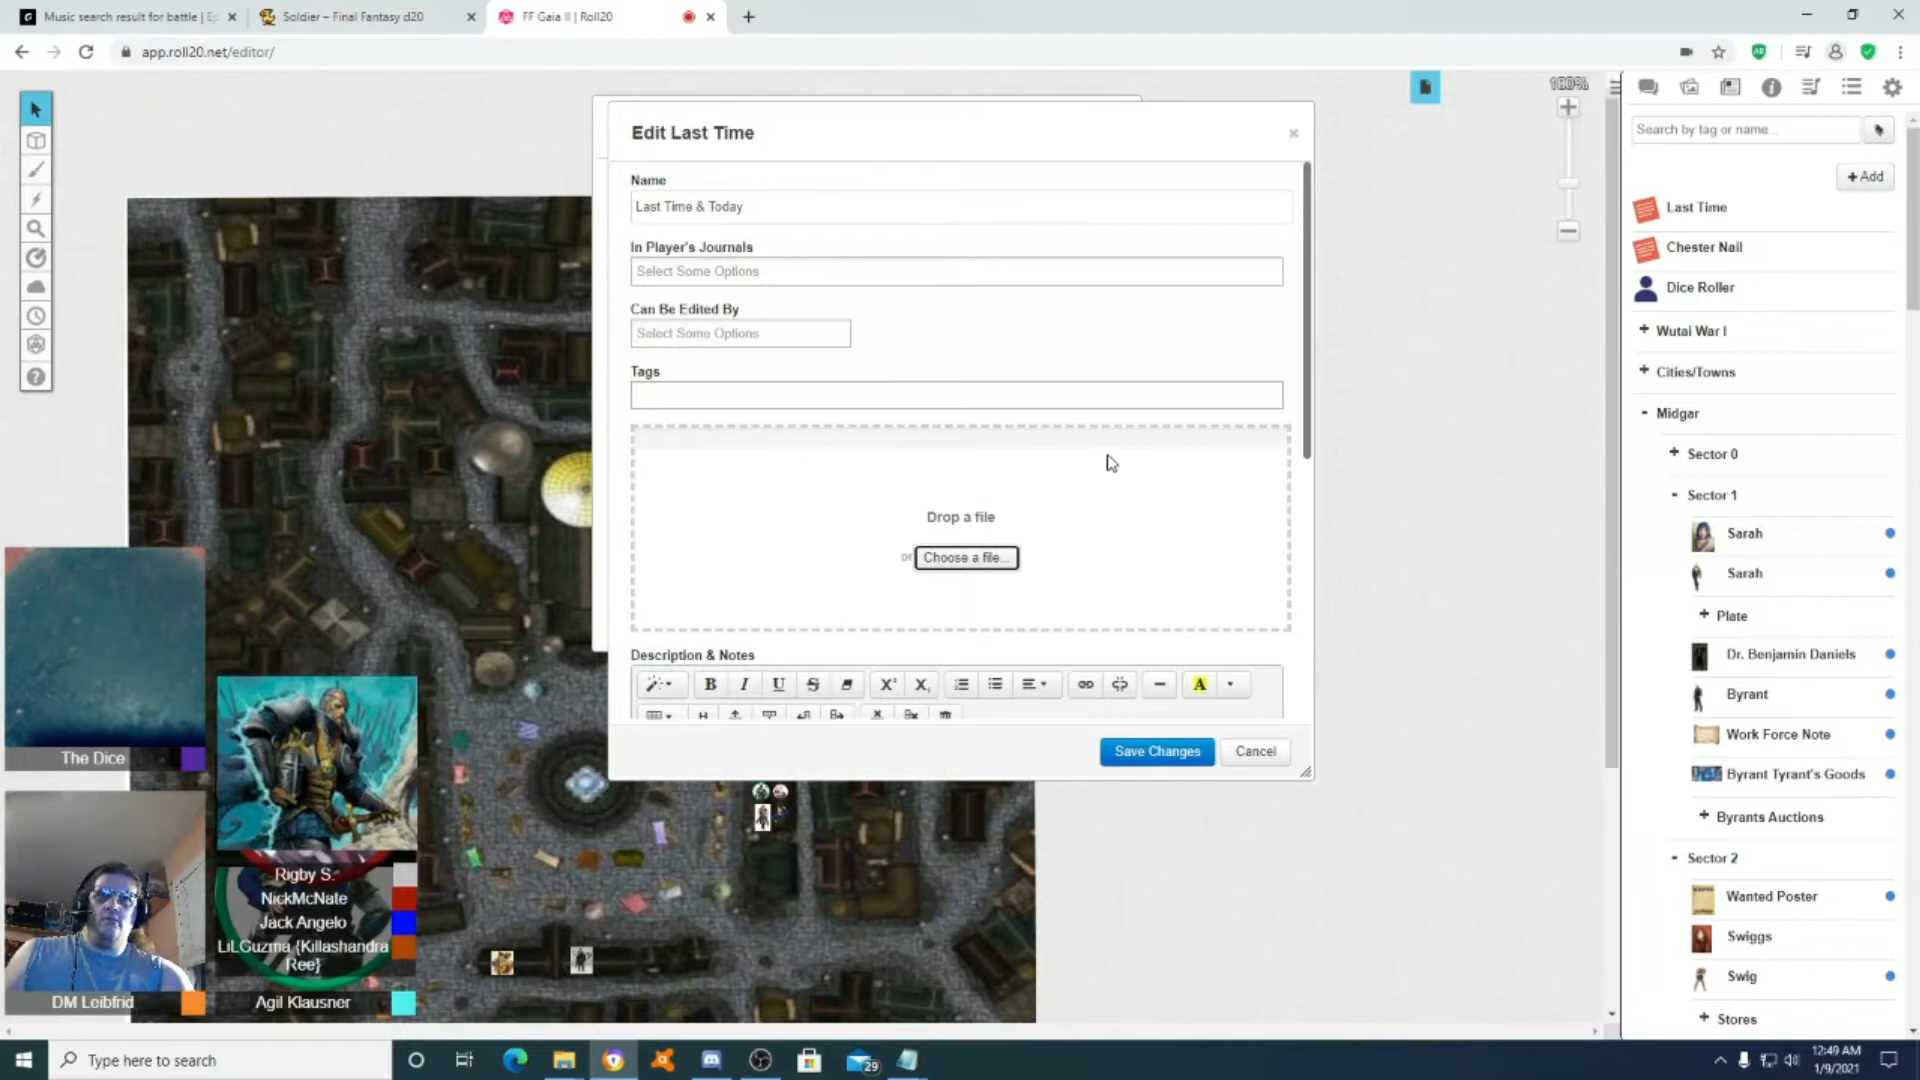 Music search result for battle | Ep
Soldier – Final Fantasy d20
FF Gaia II | Roll20
app.roll20.net/editor/
100%
Edit Last Time
Name
Last Time & Today
In Player's Journals
Select Some Options
Can Be Edited By
Select Some Options
Tags
Drop a file
or Choose a file...
Description & Notes
B I U S X² X, A
H
Save Changes
Cancel
Search by tag or name...
+ Add
Last Time
Chester Nail
Dice Roller
+ Wutai War I
+ Cities/Towns
- Midgar
+ Sector 0
- Sector 1
Sarah
Sarah
+ Plate
Dr. Benjamin Daniels
Byrant
Work Force Note
Byrant Tyrant's Goods
+ Byrants Auctions
- Sector 2
Wanted Poster
Swiggs
Swig
+ Stores
The Dice
DM Leibfrid
Rigby S.
NickMcNate
Jack Angelo
LiLGuzma {Killashandra
Ree}
Agil Klausner
Type here to search
29
12:49 AM
1/9/2021